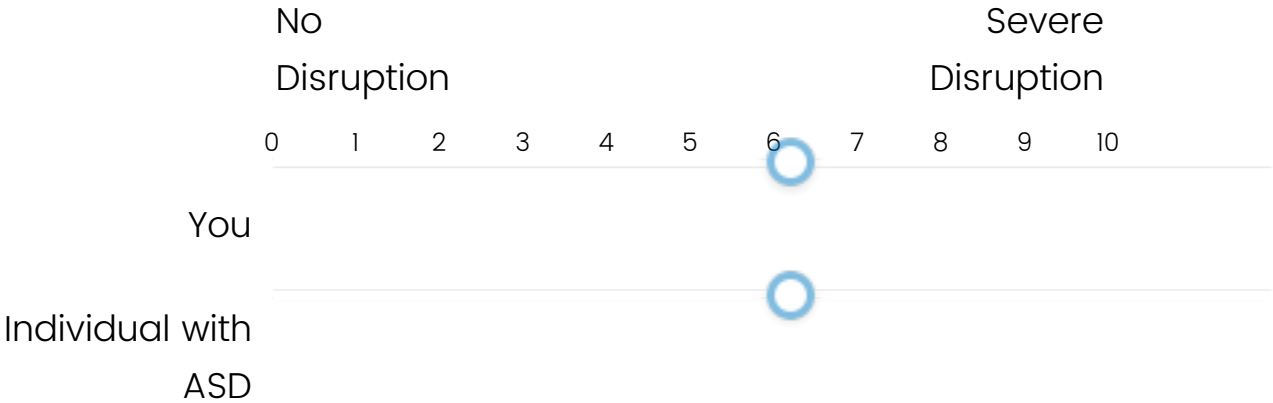 No
Severe
Disruption
Disruption
0 1 2 3 4 5 6 7 8 9 10
You
Individual with
ASD